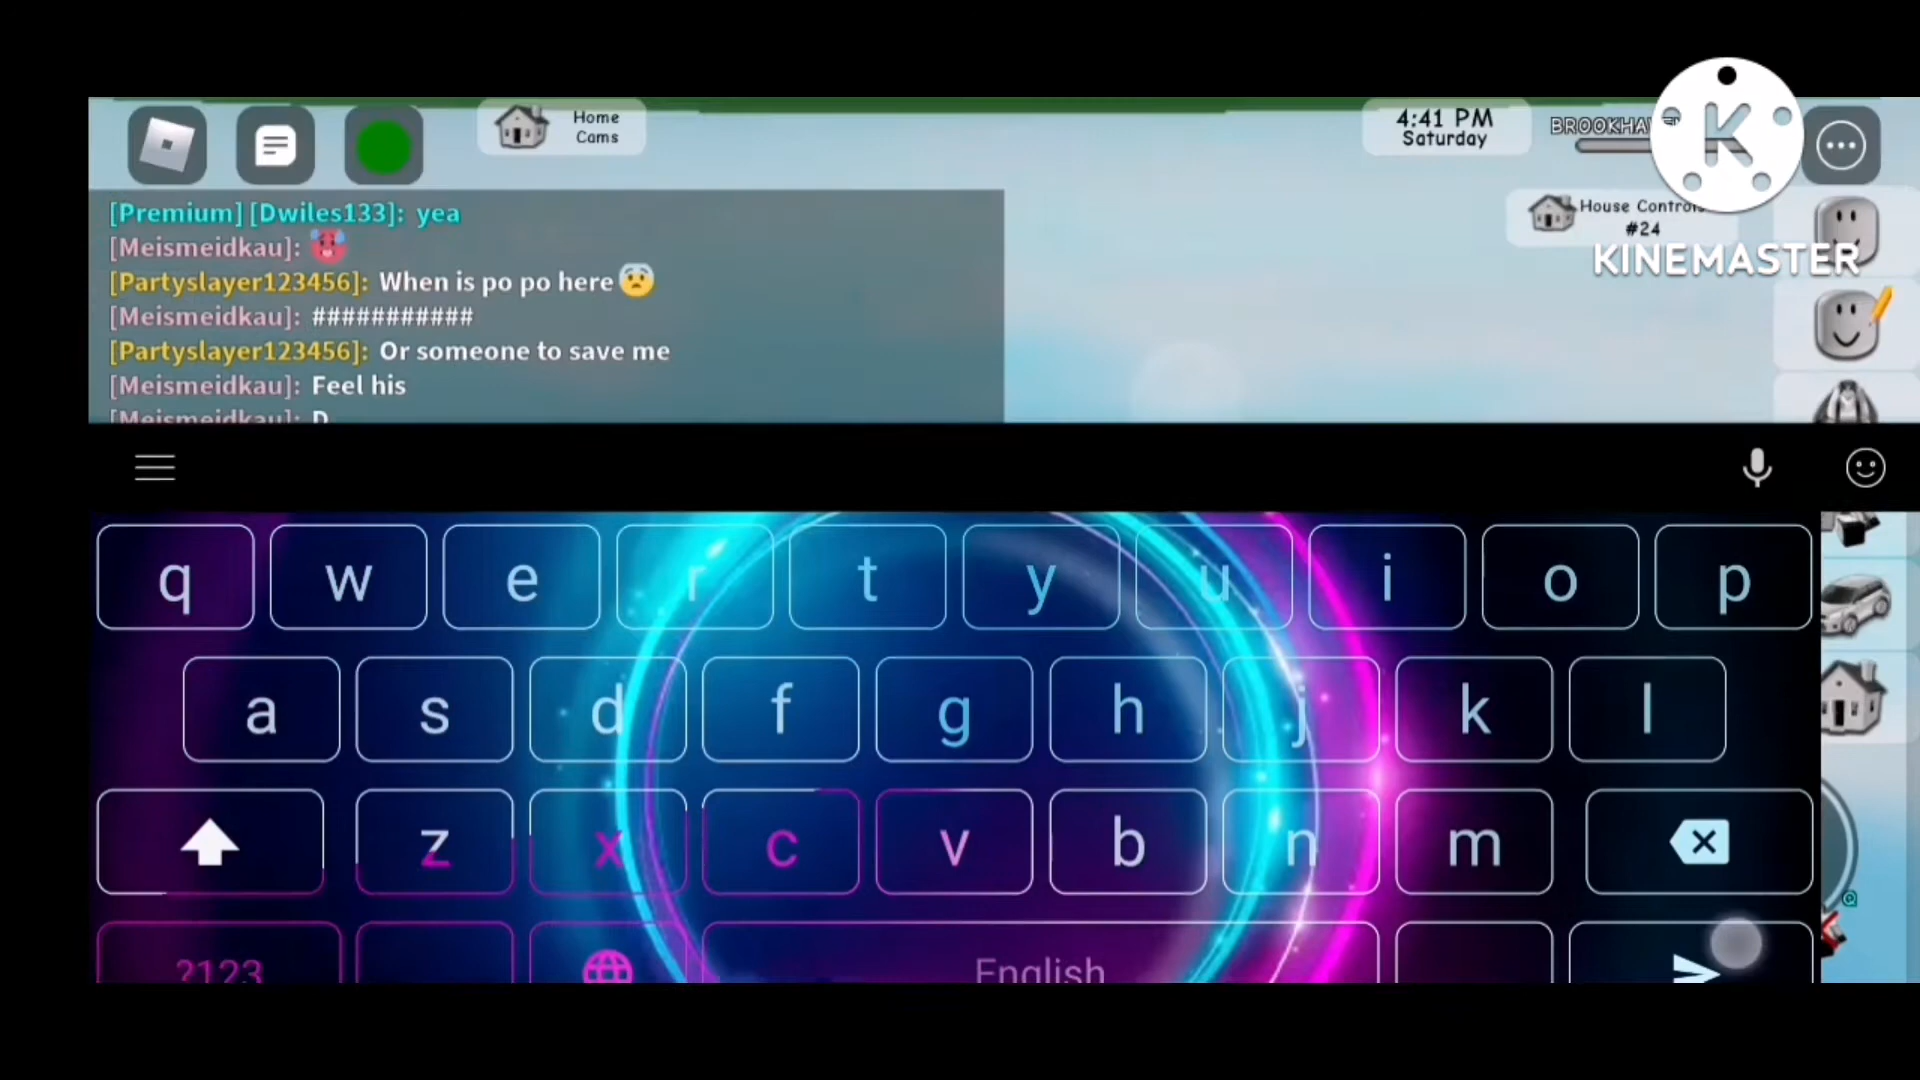 Home
Cams
4:41 PM
Saturday
K
KINEMASTER
House Controls
#24
[Premium] [Dwiles133]: yea
[Meismeidkau]:
[Partyslayer123456]: When is po po here
[Meismeidkau]: ###########
[Partyslayer123456]: Or someone to save me
[Meismeidkau]: Feel his
[Meismeidkau]: D
q w e r t y u i o p
a s d f g h j k l
z x c v b n m
?123 English